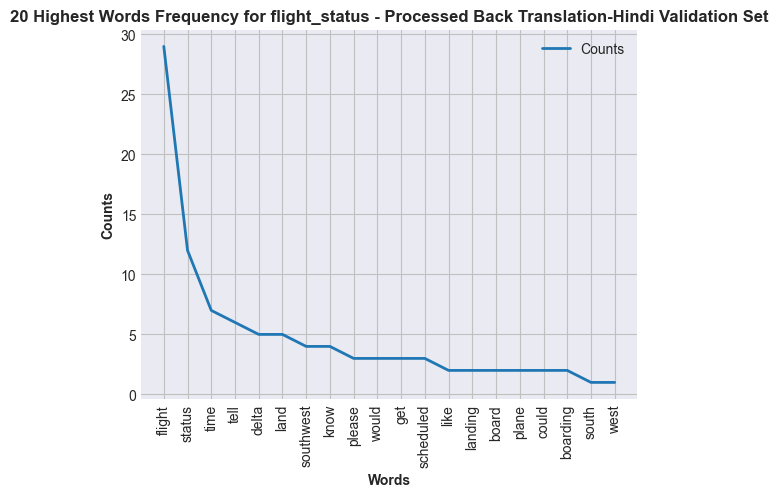 20 Highest Words Frequency for flight_status - Processed Back Translation-Hindi Validation Set
Counts
30
25
20
15
10
5
0
Counts
flight
status
time
tell
delta
land
southwest
know
please
would
get
scheduled
like
landing
board
plane
could
boarding
south
west
Words